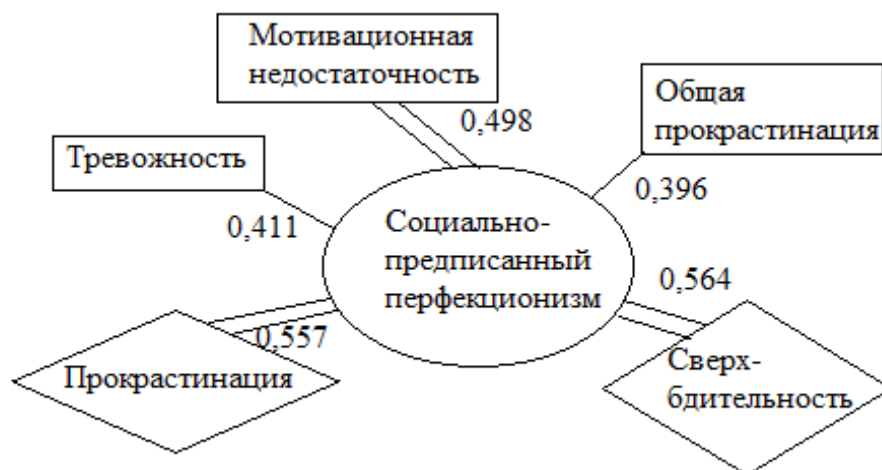 Мотивационная
недостаточность
0,498
Общая
прокрастинация
0,396
Тревожность
0,411
Социально-
предписанный
перфекционизм
0,564
0,557
Прокрастинация
Сверх-
бдительность